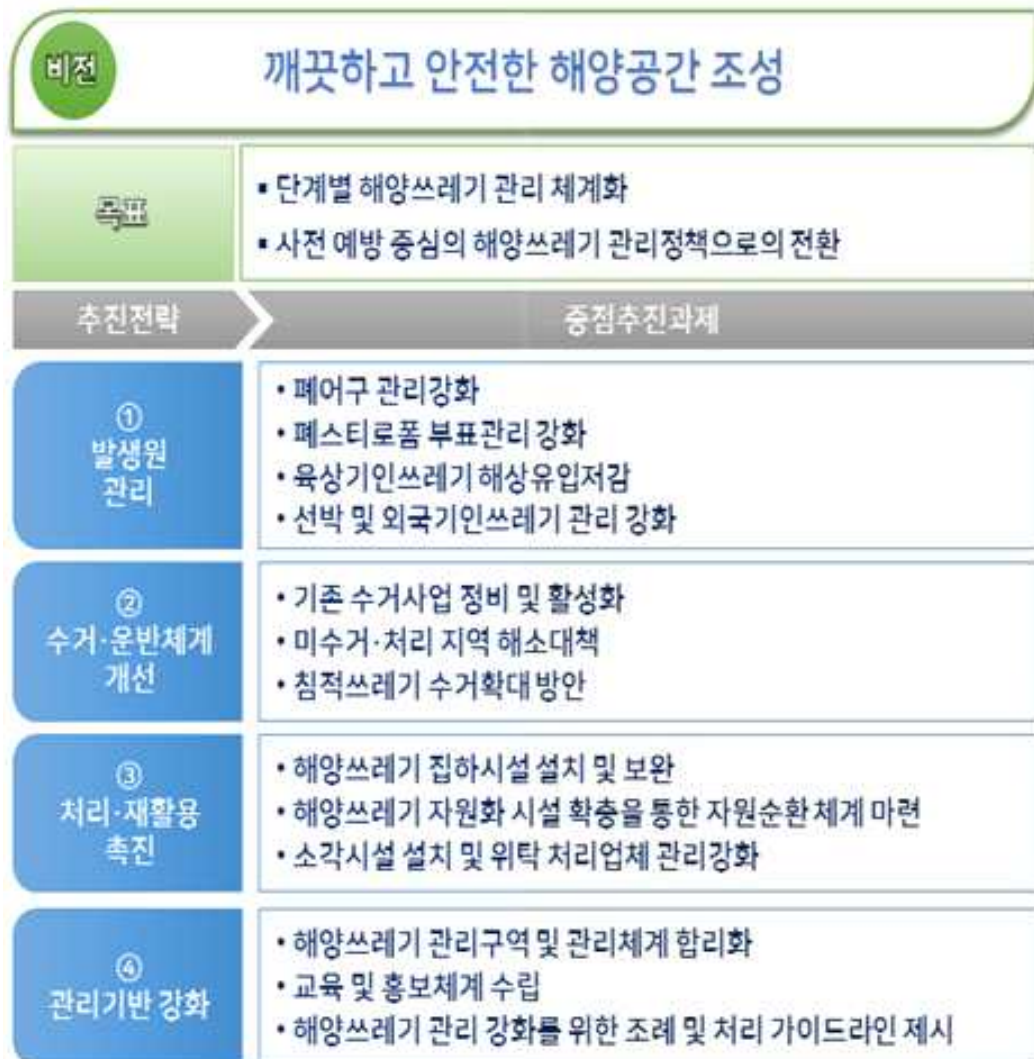 비전
깨끗하고 안전한 해양공간 조성
목표
▪ 단계별 해양쓰레기 관리 체계화
▪ 사전 예방 중심의 해양쓰레기 관리정책으로의 전환
추진전략
중점추진과제
①
발생원
관리
• 폐어구 관리강화
• 폐스티로폼 부표관리 강화
• 육상기인쓰레기 해상유입저감
• 선박 및 외국기인쓰레기 관리 강화
②
수거·운반체계
개선
• 기존 수거사업 정비 및 활성화
• 미수거·처리 지역 해소대책
• 침적쓰레기 수거확대 방안
③
처리·재활용
촉진
• 해양쓰레기 집하시설 설치 및 보완
• 해양쓰레기 자원화 시설 확충을 통한 자원순환 체계 마련
• 소각시설 설치 및 위탁 처리업체 관리강화
④
관리기반 강화
• 해양쓰레기 관리구역 및 관리체계 합리화
• 교육 및 홍보체계 수립
• 해양쓰레기 관리 강화를 위한 조례 및 처리 가이드라인 제시